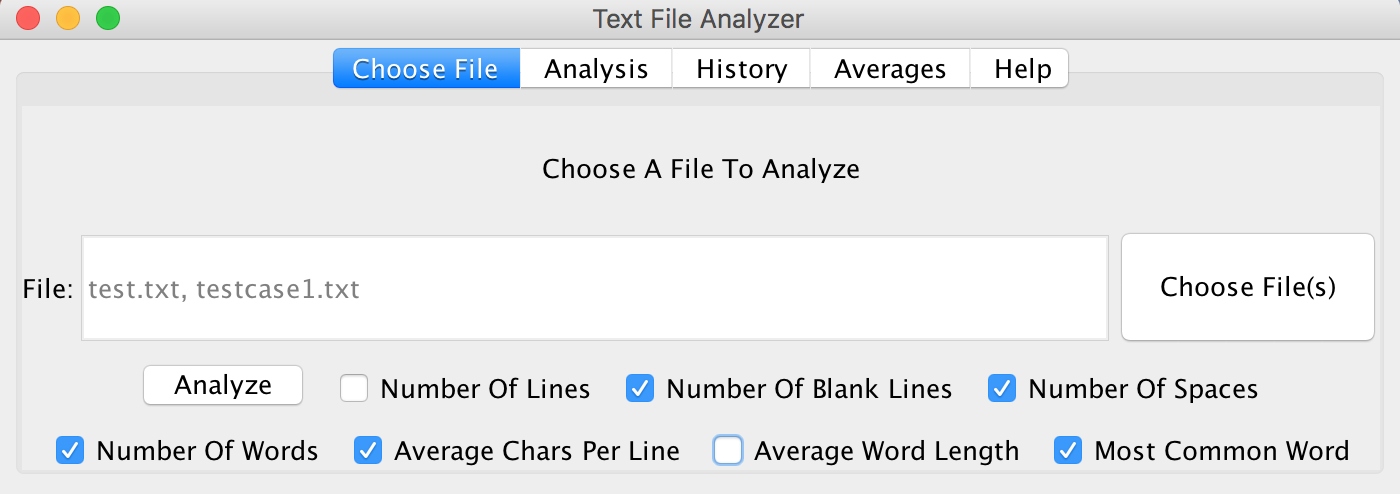 Text File Analyzer
Choose File Analysis History Averages Help
Choose A File To Analyze
File: test.txt, testcase1.txt Choose File(s)
Analyze Number Of Lines Number Of Blank Lines Number Of Spaces
Number Of Words Average Chars Per Line Average Word Length Most Common Word